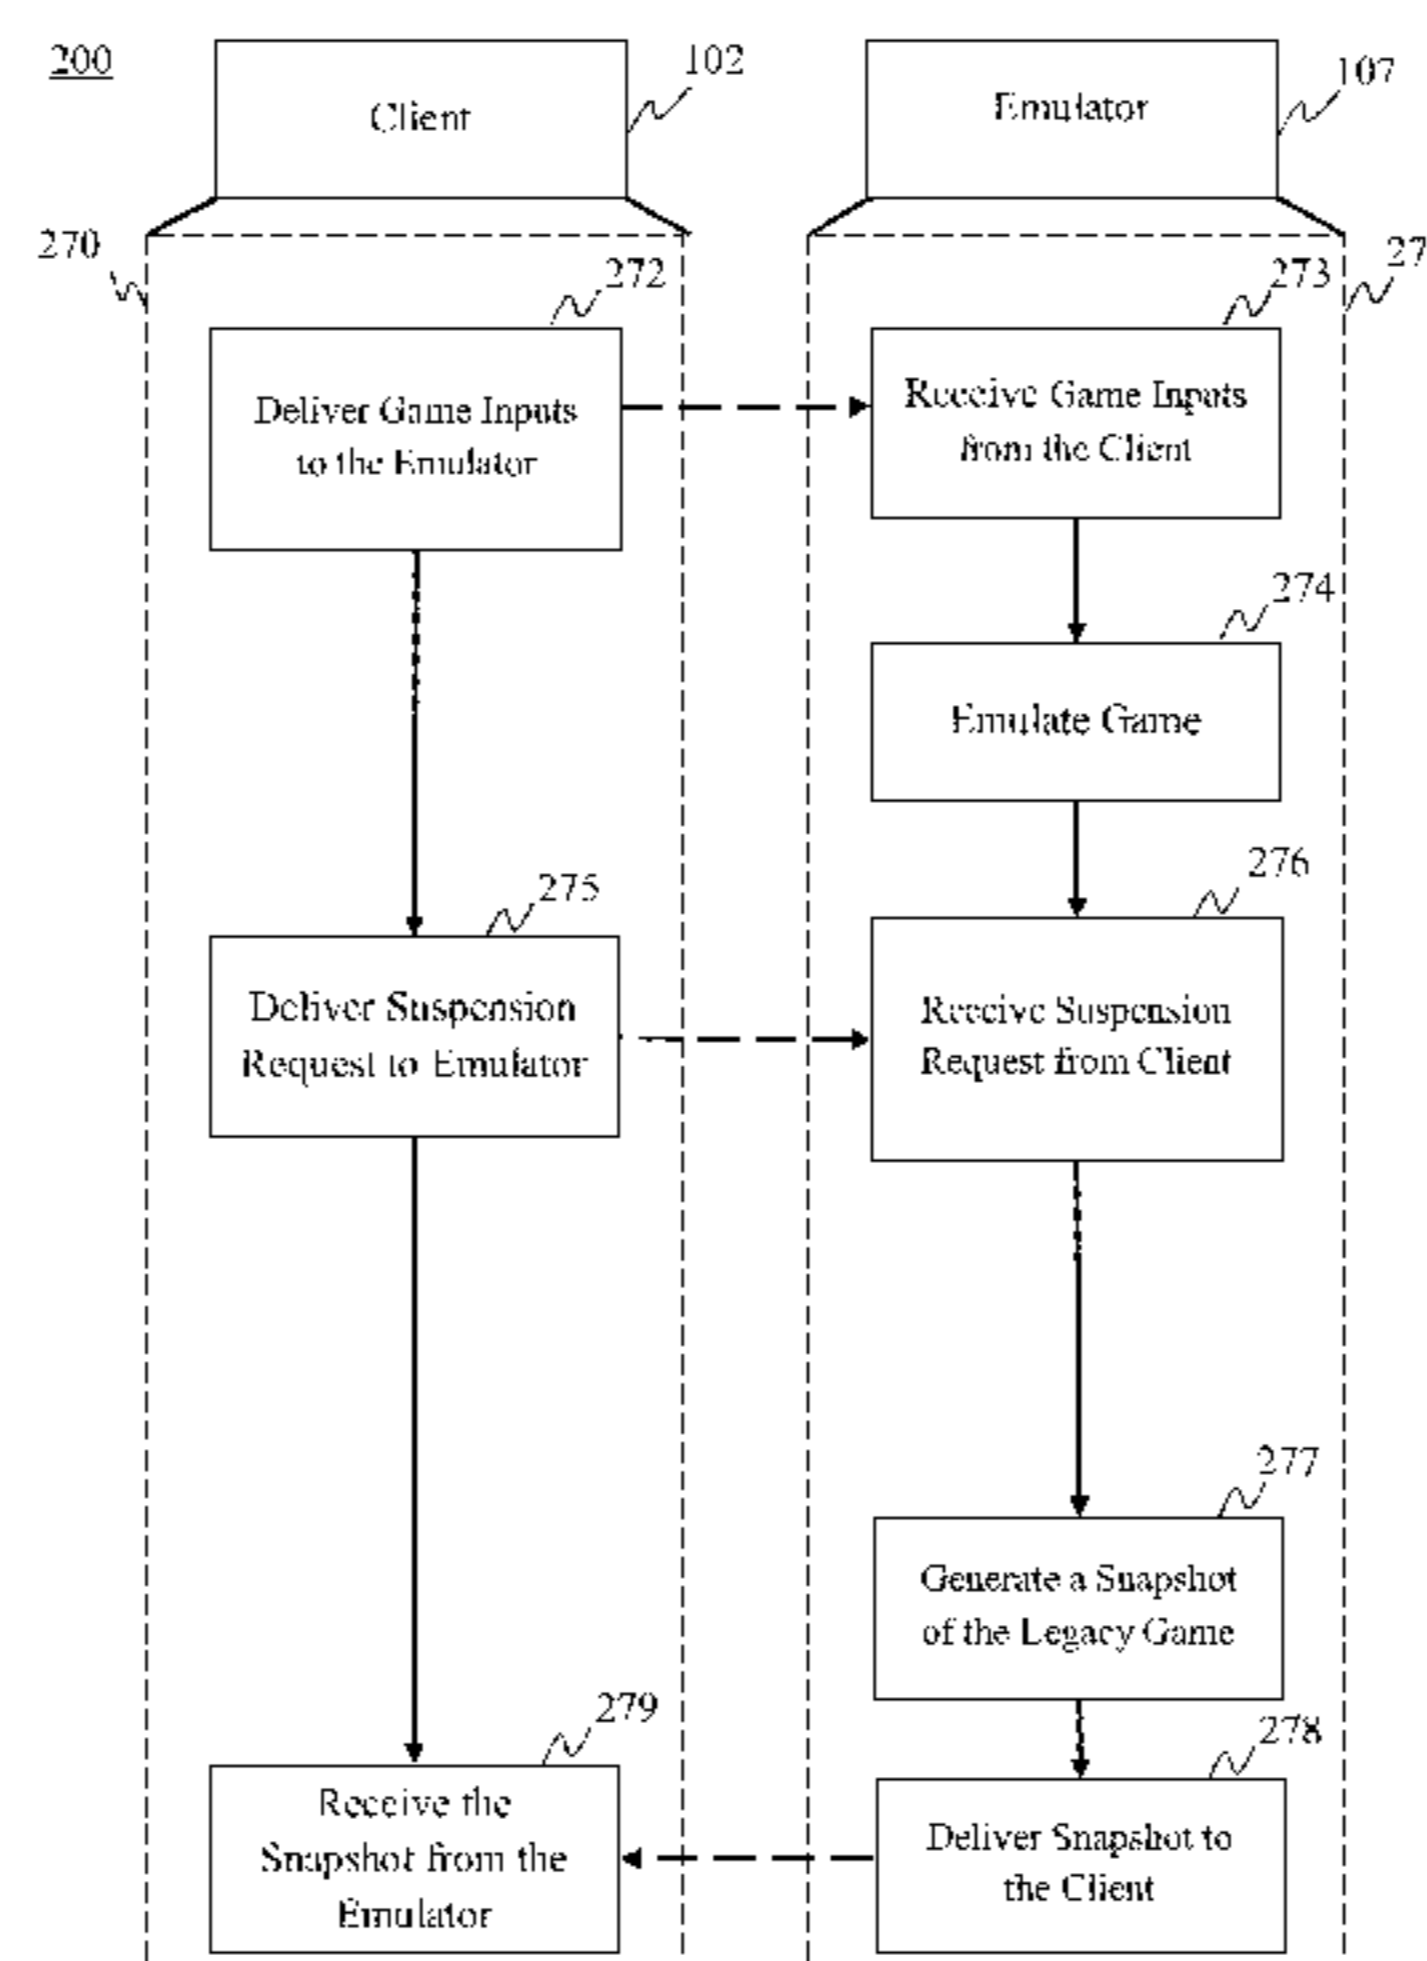 200
Client
102
Emulator
107
270
27
272
Deliver Game Inputs
to the Emulator
273
Receive Game Inputs
from the Client
274
Emulate Game
275
Deliver Suspension
Request to Emulator
276
Receive Suspension
Request from Client
277
Generate a Snapshot
of the Legacy Game
279
Receive the
Snapshot from the
Emulator
278
Deliver Snapshot to
the Client